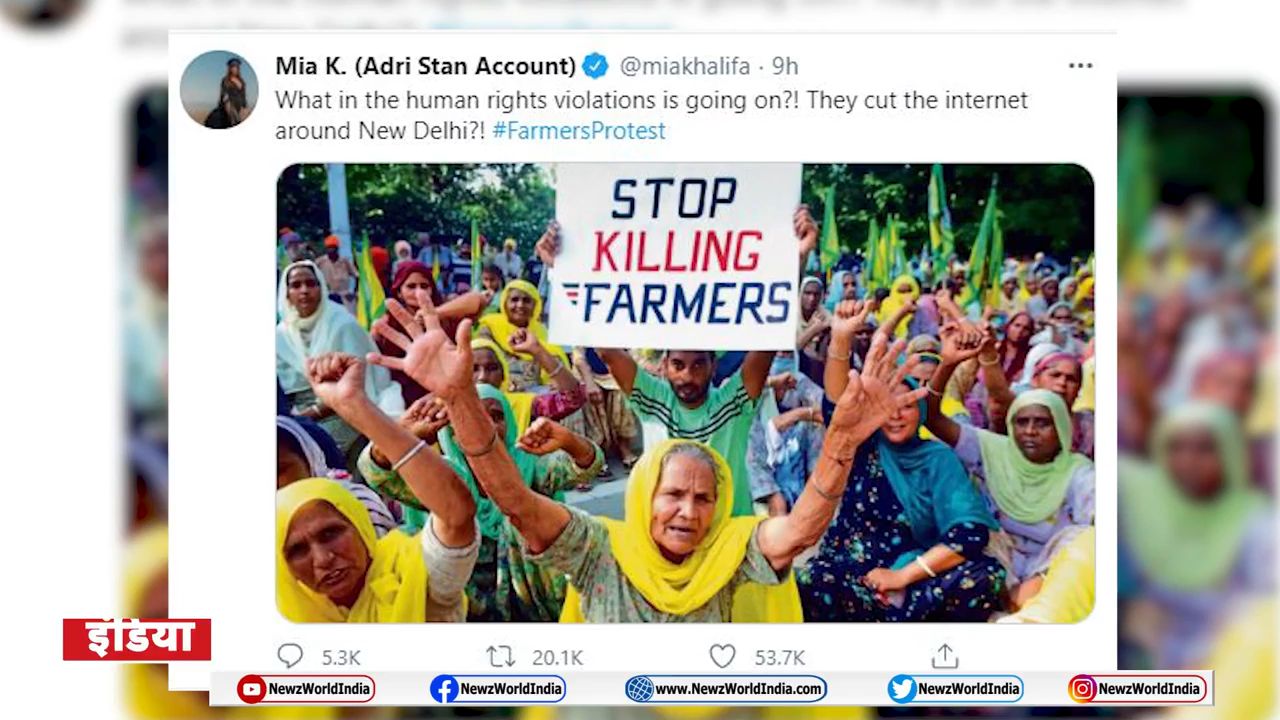 Mia K. (Adri Stan Account) @miakhalifa · 9h
What in the human rights violations is going on?! They cut the internet
around New Delhi?! #FarmersProtest
STOP
KILLING
FARMERS
5.3K 20.1K 53.7K
इंडिया
NewzWorldIndia NewzWorldIndia www.NewzWorldIndia.com NewzWorldIndia NewzWorldIndia